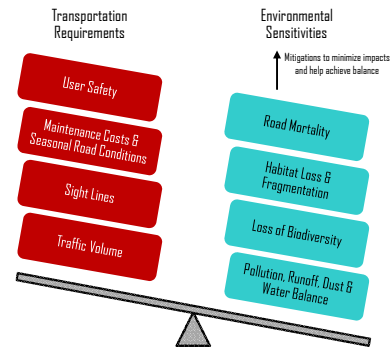 Transportation
Requirements
User Safety
Maintenance Costs &
Seasonal Road Conditions
Sight Lines
Traffic Volume
Environmental
Sensitivities
Mitigations to minimize impacts
and help achieve balance
Road Mortality
Habitat Loss &
Fragmentation
Loss of Biodiversity
Pollution, Runoff, Dust &
Water Balance